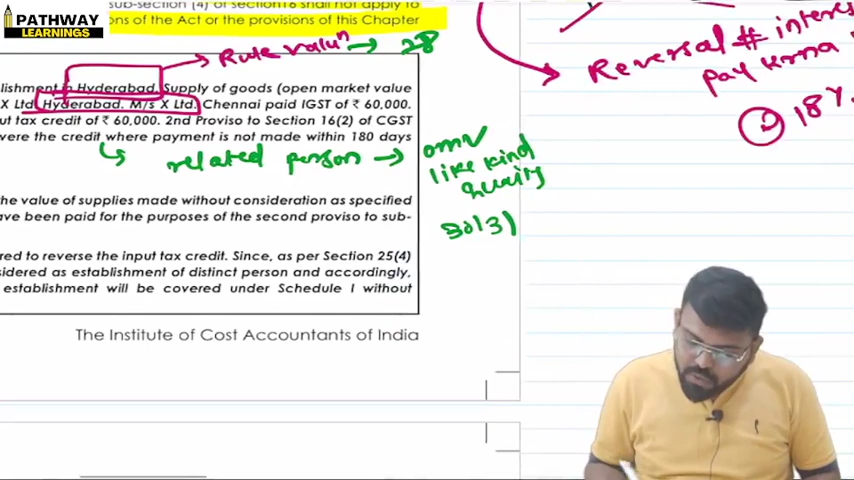 PATHWAY
LEARNINGS
sub-section (4) of section 16 shall not apply to
ons of the Act or the provisions of this Chapter
Rule valuⁿ → 28
Reversal # interest
pay karna
18%
lishment in Hyderabad. Supply of goods (open market value
X Ltd. Hyderabad. M/s X Ltd. Chennai paid IGST of ₹ 60,000.
ut tax credit of ₹ 60,000. 2nd Proviso to Section 16(2) of CGST
vere the credit where payment is not made within 180 days
related person → omv
like kind
quality
the value of supplies made without consideration as specified
ave been paid for the purposes of the second proviso to sub-
red to reverse the input tax credit. Since, as per Section 25(4)
sidered as establishment of distinct person and accordingly,
establishment will be covered under Schedule I without
The Institute of Cost Accountants of India